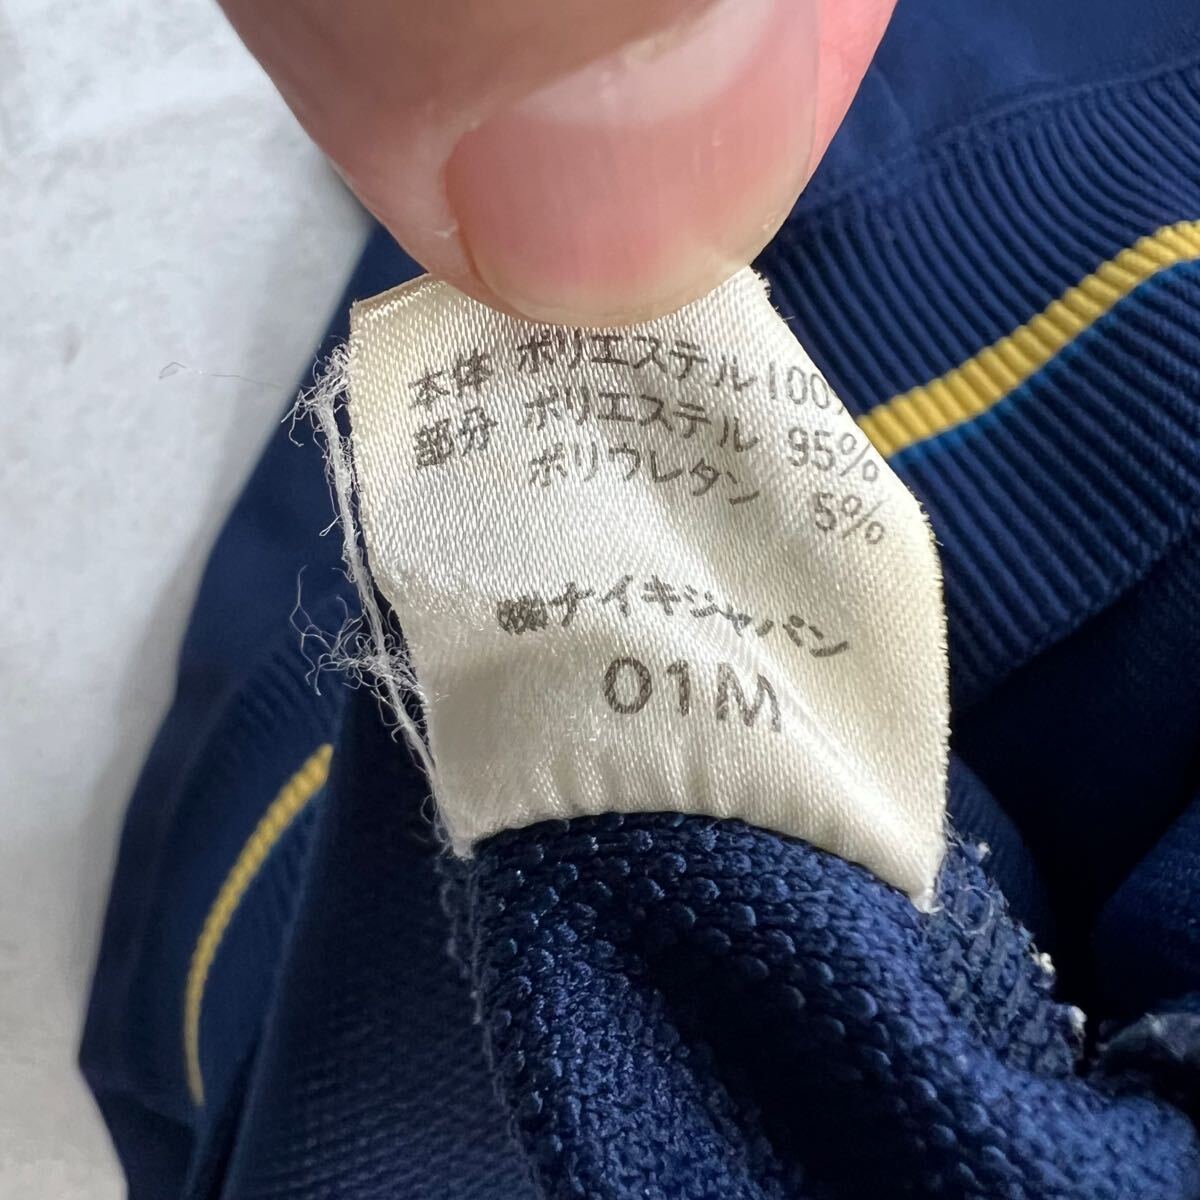 本体 ポリエステル 100%
部分 ポリエステル 95%
ポリウレタン 5%
㈱ナイキジャパン
01M